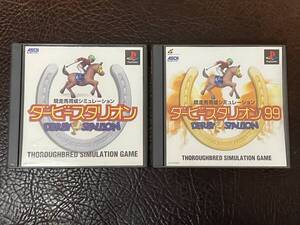 ASCII
PlayStation
競走馬育成シミュレーション
ダービースタリオン
DERBY STALLION
THOROUGHBRED SIMULATION GAME
ASCII
PlayStation
競走馬育成シミュレーション
ダービースタリオン99
DERBY STALLION
THOROUGHBRED SIMULATION GAME